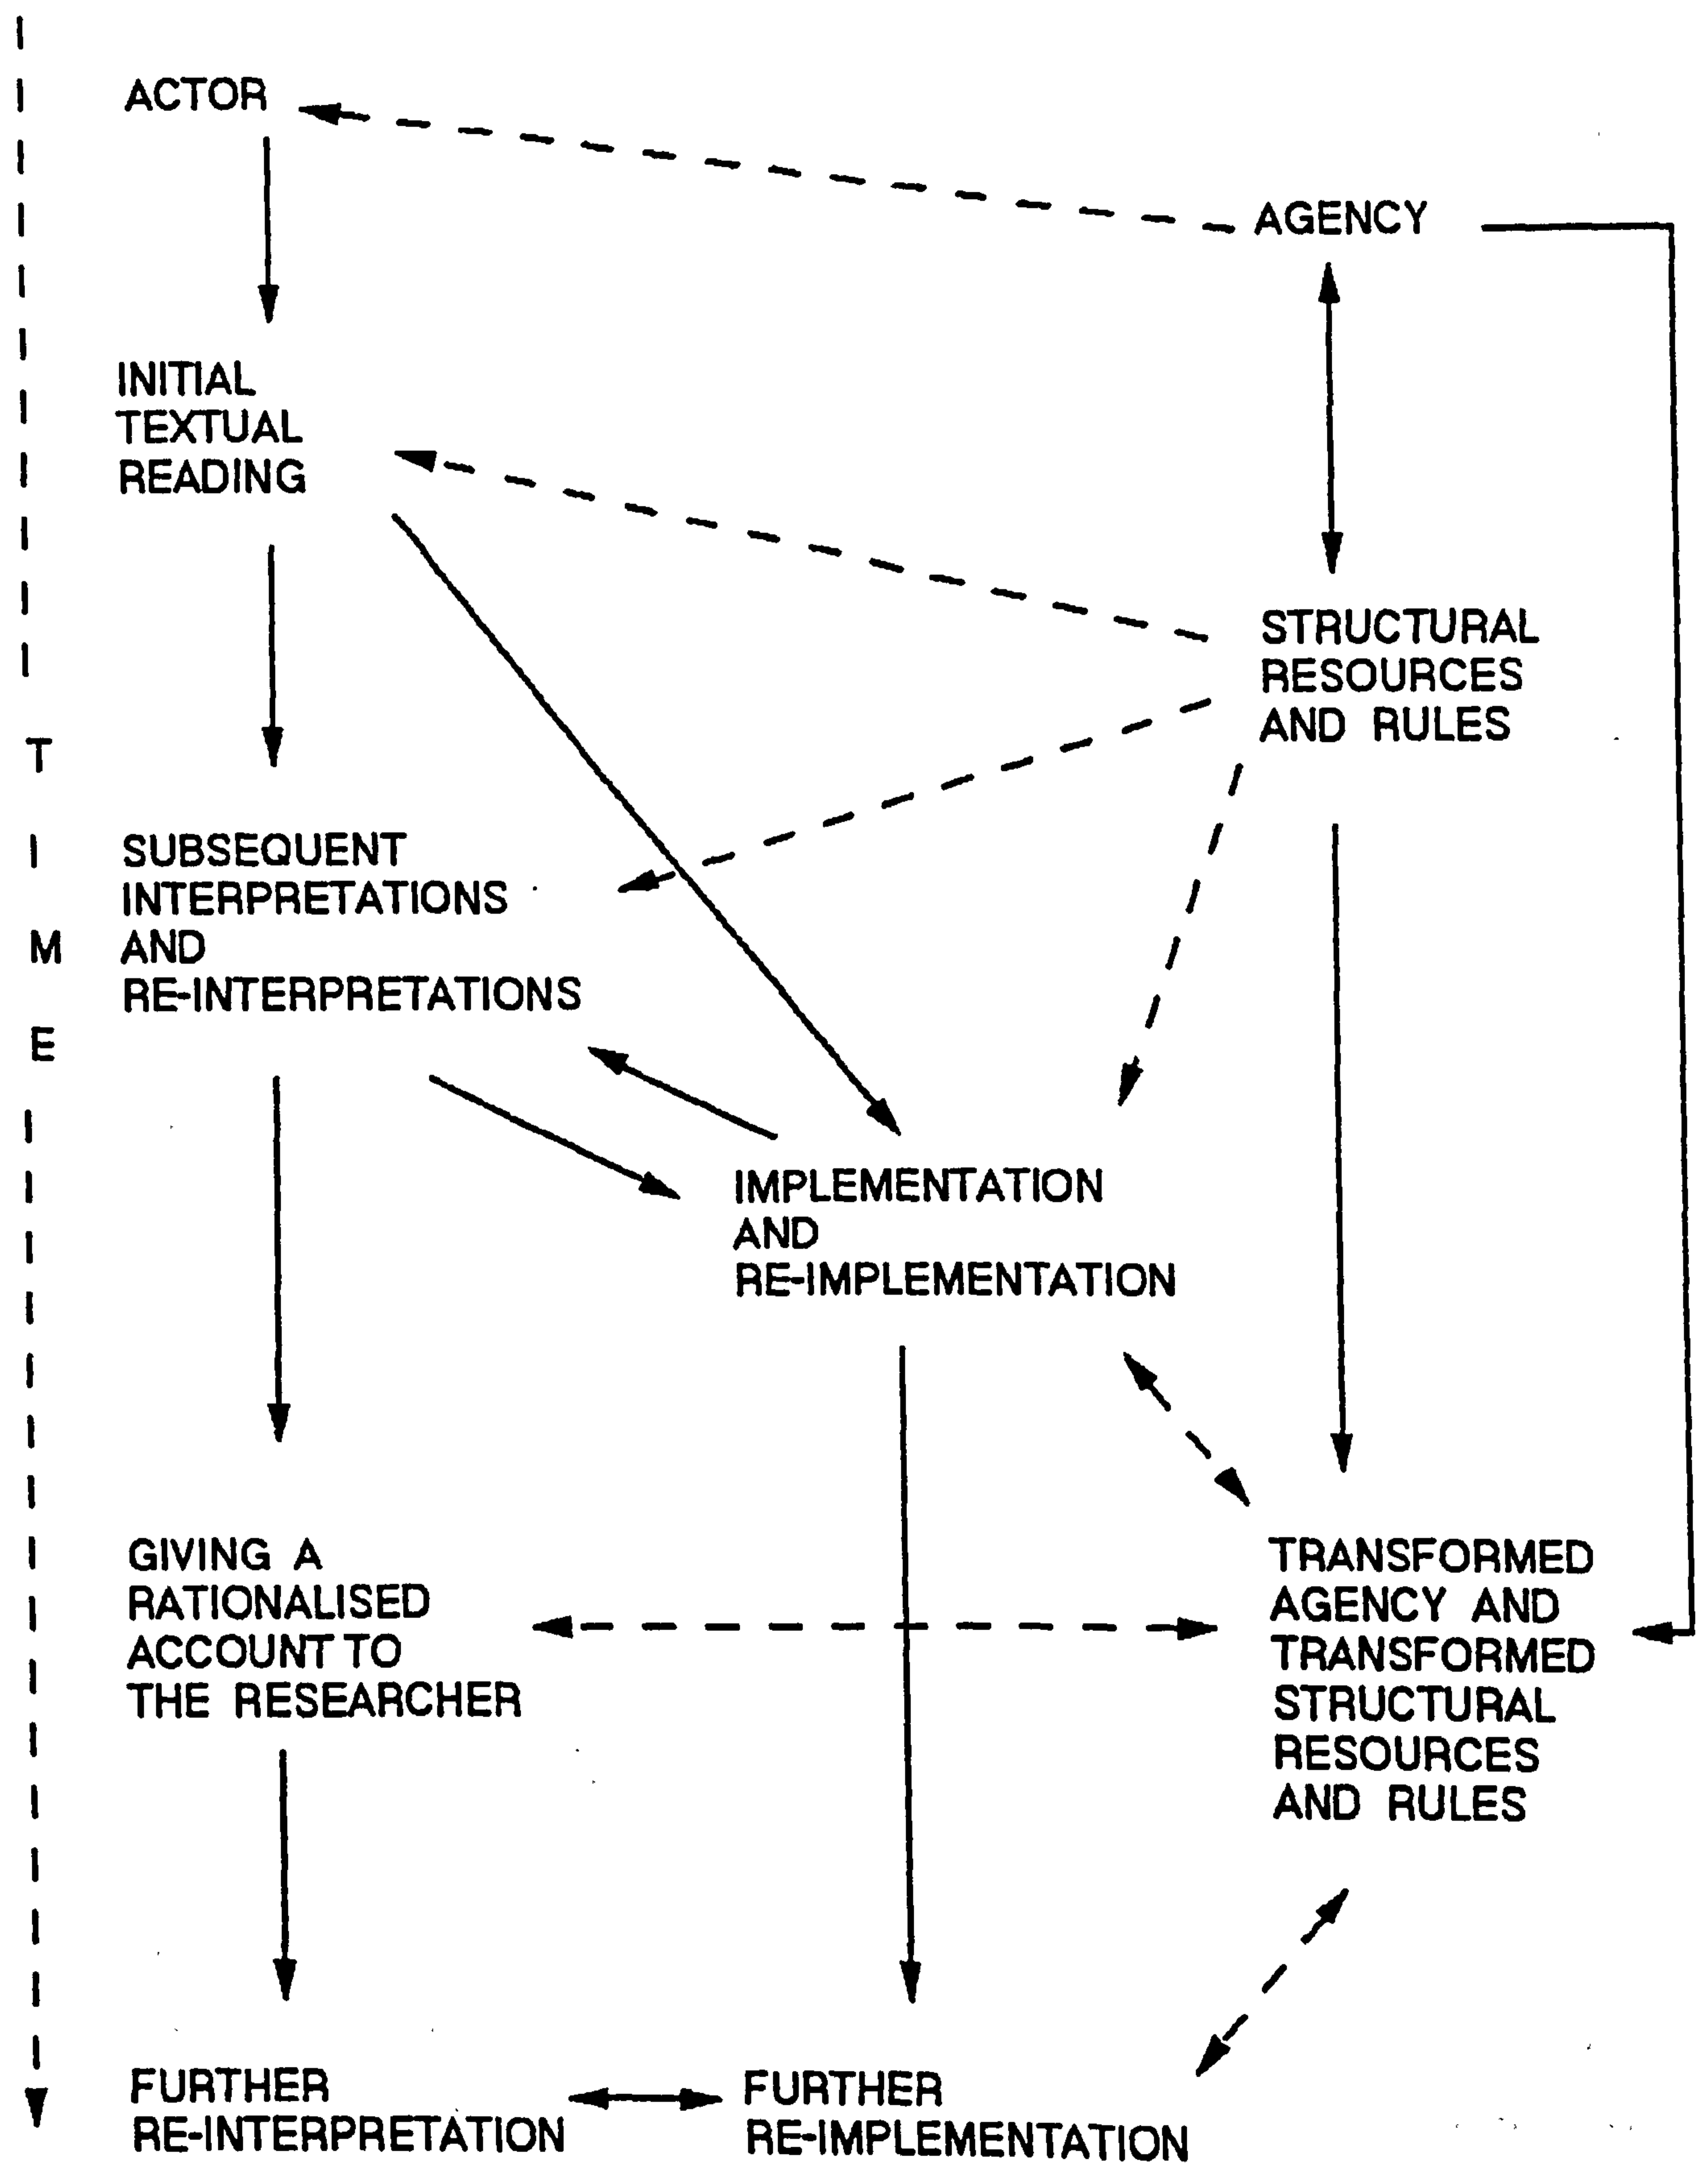 ACTOR
AGENCY
INITIAL
TEXTUAL
READING
STRUCTURAL
RESOURCES
AND RULES
T
I
M
E
SUBSEQUENT
INTERPRETATIONS
AND
RE-INTERPRETATIONS
IMPLEMENTATION
AND
RE-IMPLEMENTATION
GIVING A
RATIONALISED
ACCOUNT TO
THE RESEARCHER
TRANSFORMED
AGENCY AND
TRANSFORMED
STRUCTURAL
RESOURCES
AND RULES
FURTHER
RE-INTERPRETATION
FURTHER
RE-IMPLEMENTATION